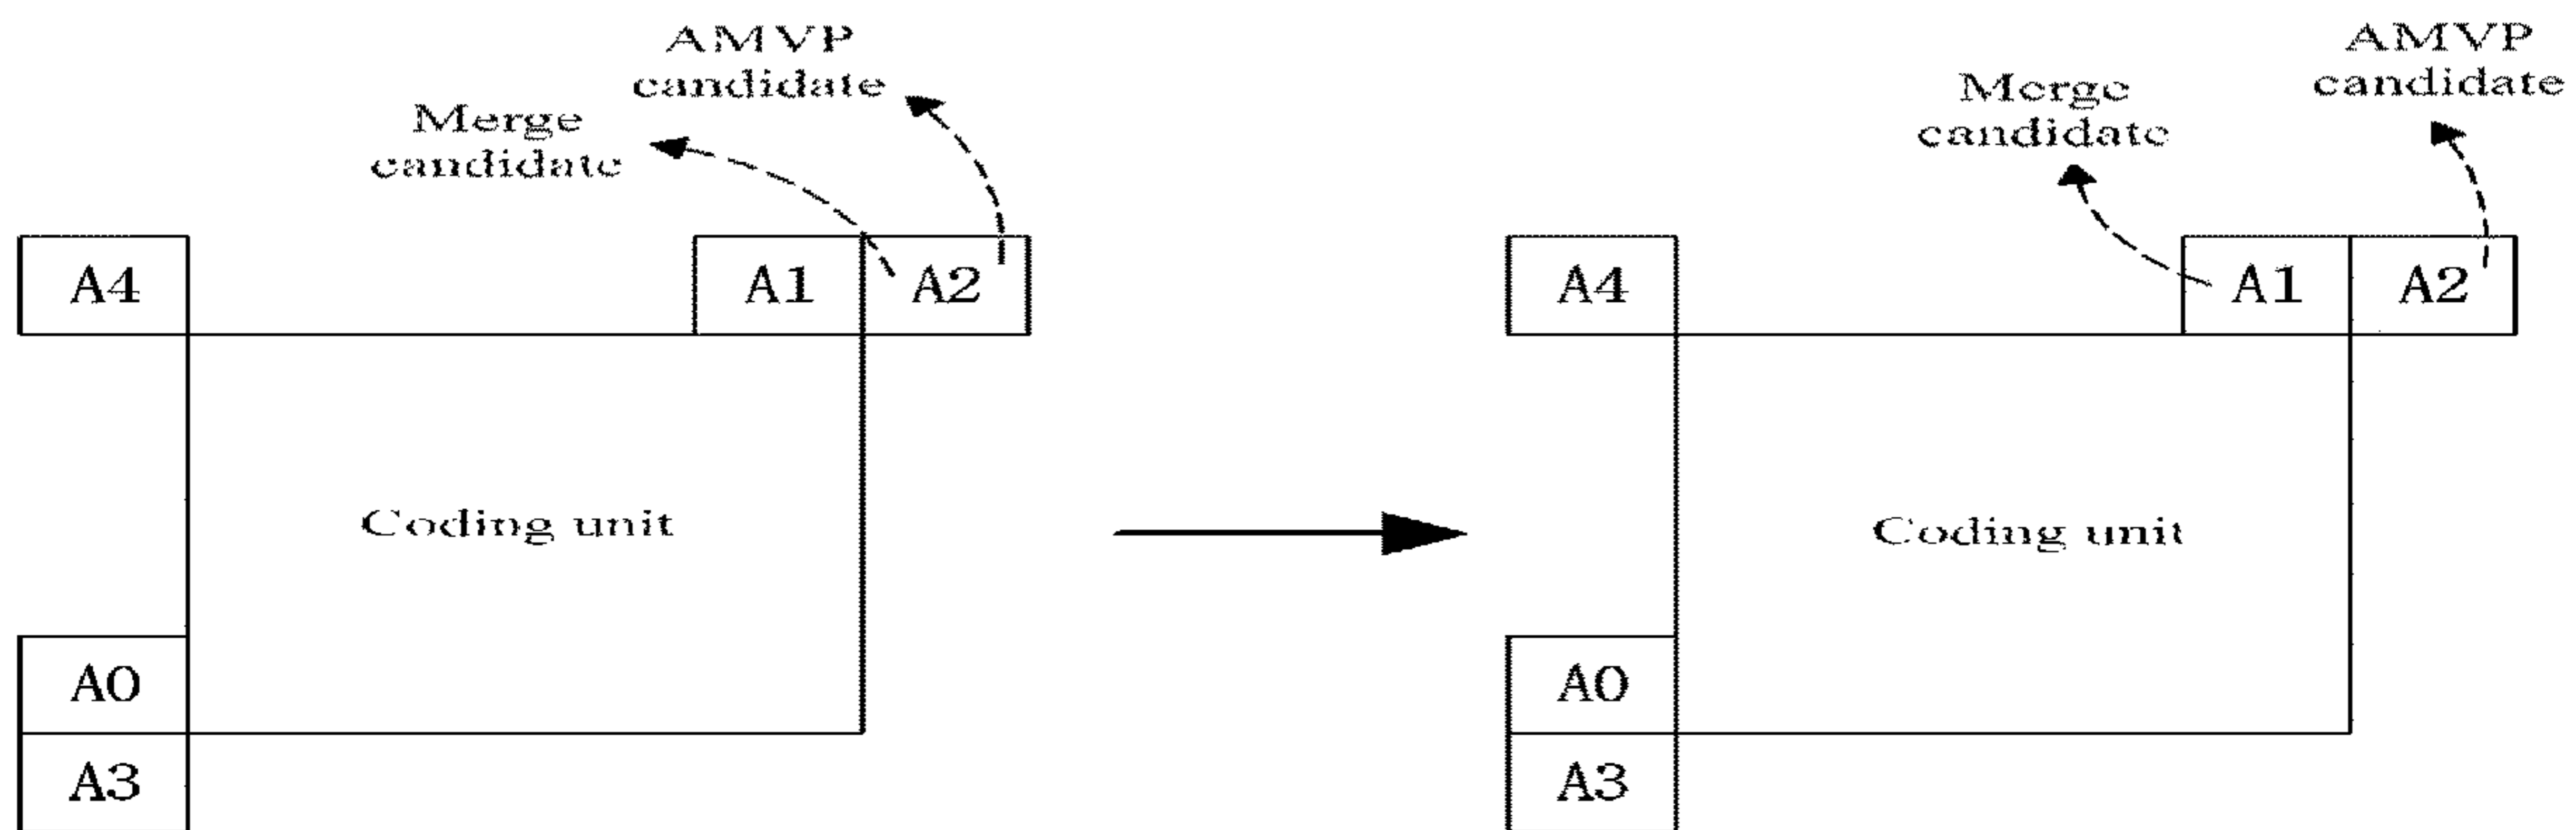 AMVP
candidate
Merge
candidate
A4
A1
A2
Coding unit
A0
A3
AMVP
candidate
Merge
candidate
A4
A1
A2
Coding unit
A0
A3